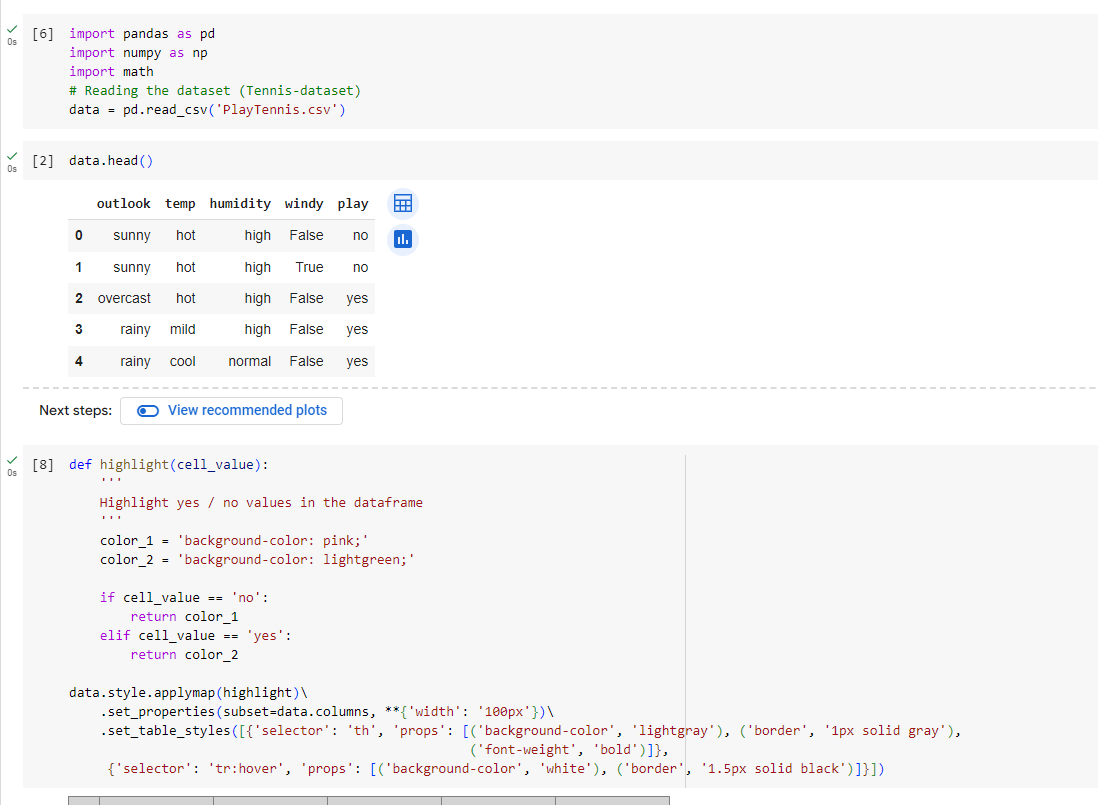 [6] import pandas as pd
import numpy as np
import math
# Reading the dataset (Tennis-dataset)
data = pd.read_csv('PlayTennis.csv')
0s
[2] data.head()
0s
outlook temp humidity windy play
0 sunny hot high False no
1 sunny hot high True no
2 overcast hot high False yes
3 rainy mild high False yes
4 rainy cool normal False yes
Next steps: View recommended plots
[8] def highlight(cell_value):
0s
    '''
    Highlight yes / no values in the dataframe
    '''
    color_1 = 'background-color: pink;'
    color_2 = 'background-color: lightgreen;'
    if cell_value == 'no':
        return color_1
    elif cell_value == 'yes':
        return color_2
data.style.applymap(highlight)\
    .set_properties(subset=data.columns, **{'width': '100px'})\
    .set_table_styles([{'selector': 'th', 'props': [('background-color', 'lightgray'), ('border', '1px solid gray'),
                                                    ('font-weight', 'bold')]},
     {'selector': 'tr:hover', 'props': [('background-color', 'white'), ('border', '1.5px solid black')]}])